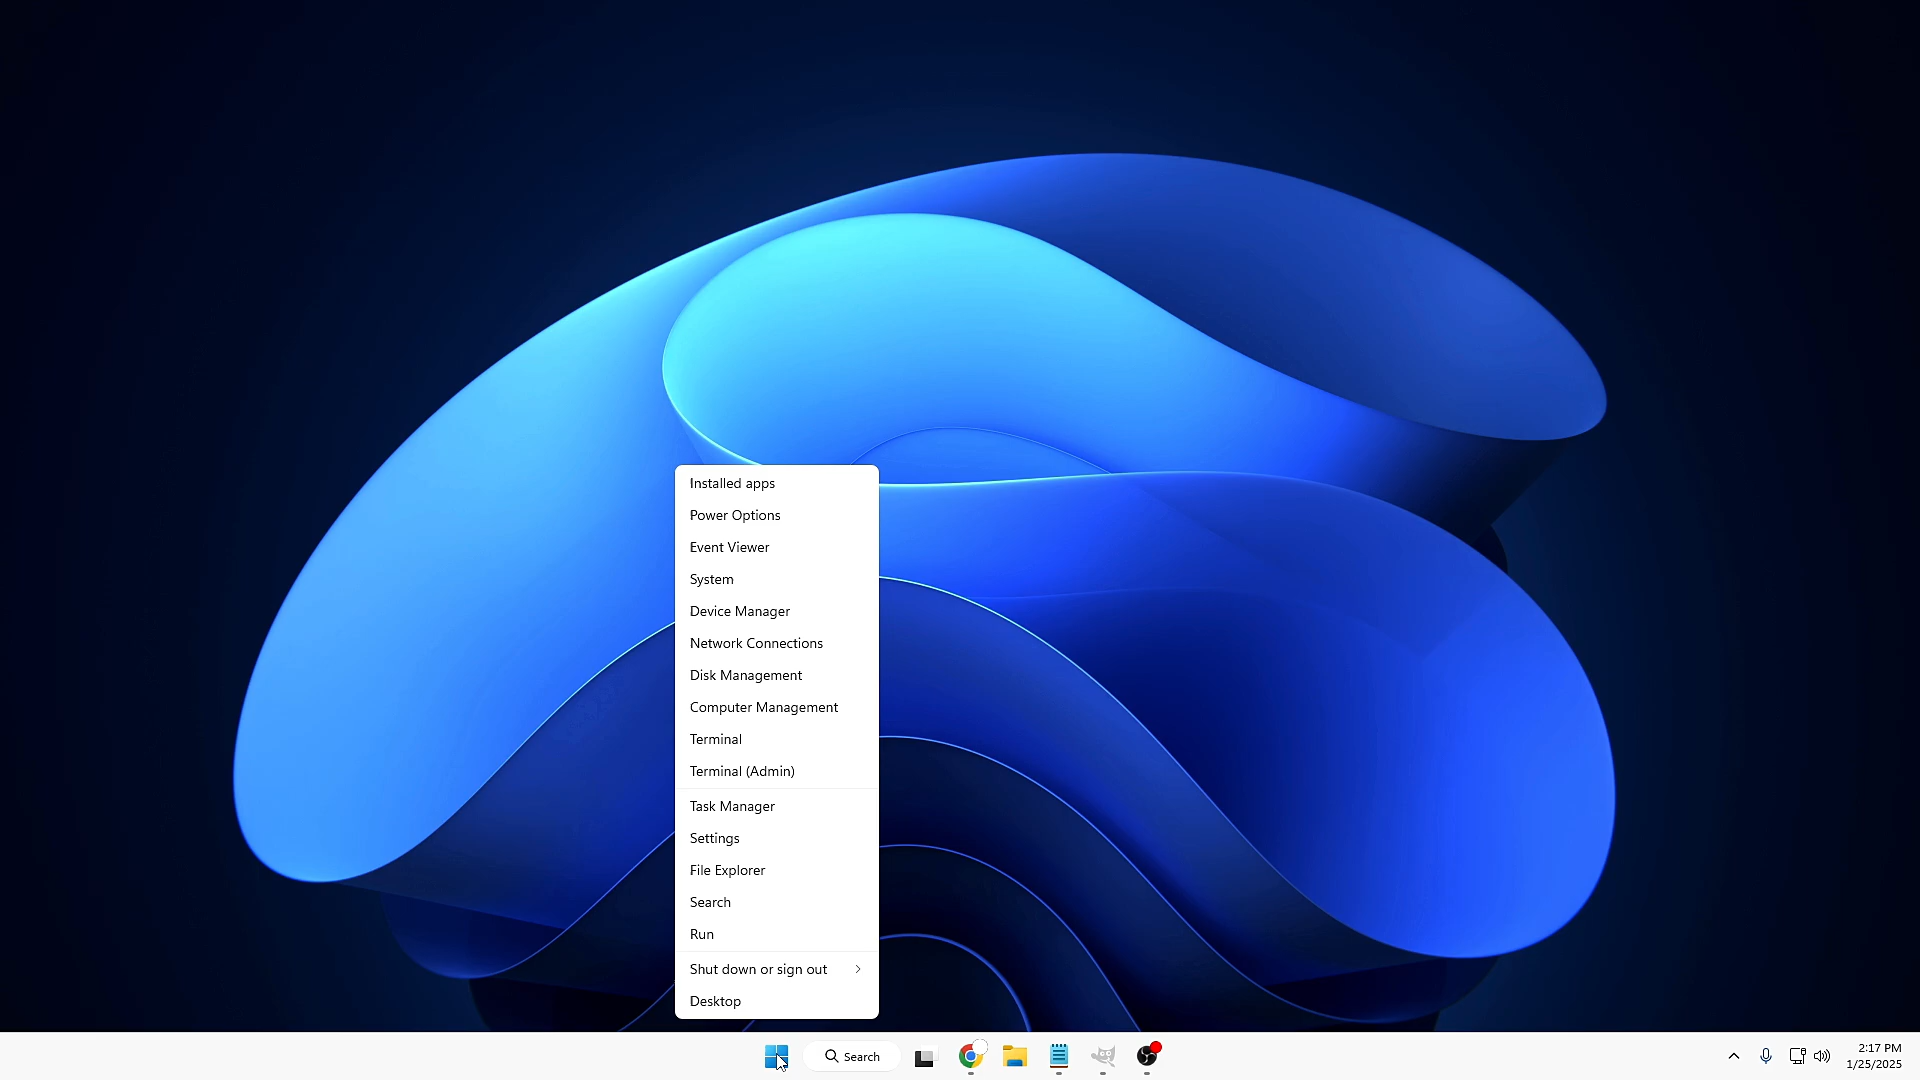 Installed apps
Power Options
Event Viewer
System
Device Manager
Network Connections
Disk Management
Computer Management
Terminal
Terminal (Admin)
Task Manager
Settings
File Explorer
Search
Run
Shut down or sign out
Desktop
Search
2:17 PM
1/25/2025